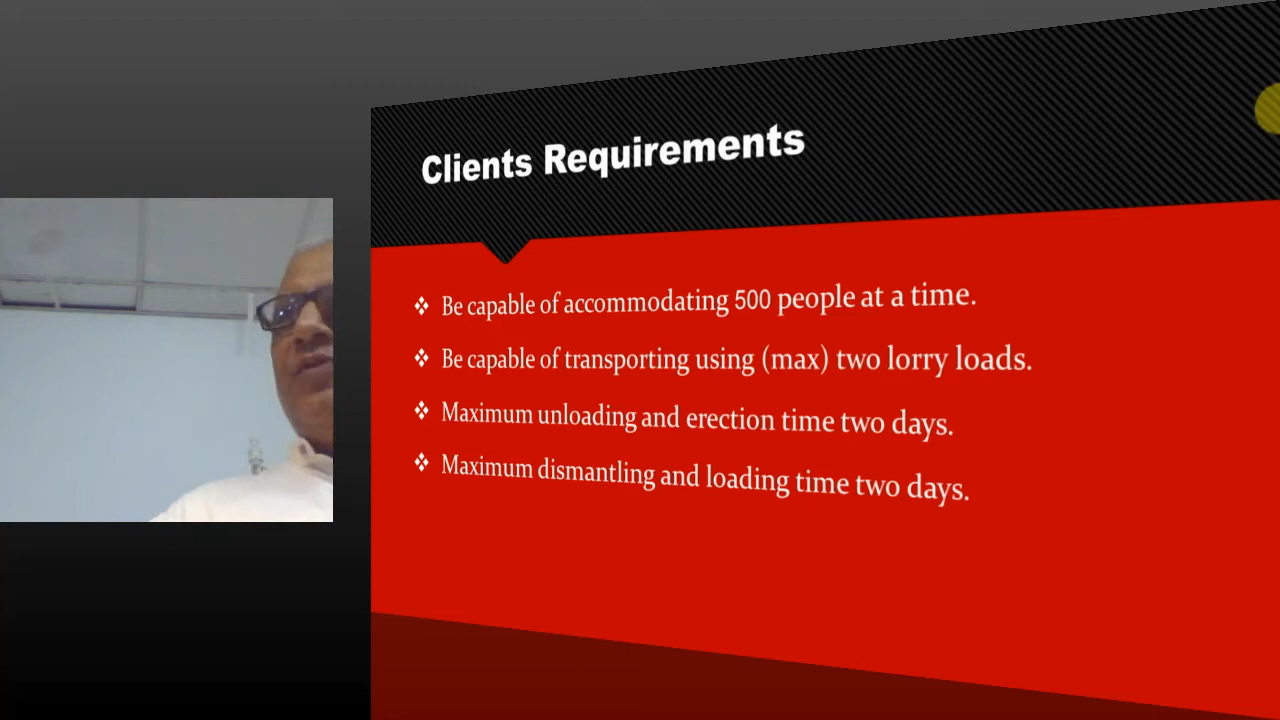 Clients Requirements
❖ Be capable of accommodating 500 people at a time.
❖ Be capable of transporting using (max) two lorry loads.
❖ Maximum unloading and erection time two days.
❖ Maximum dismantling and loading time two days.